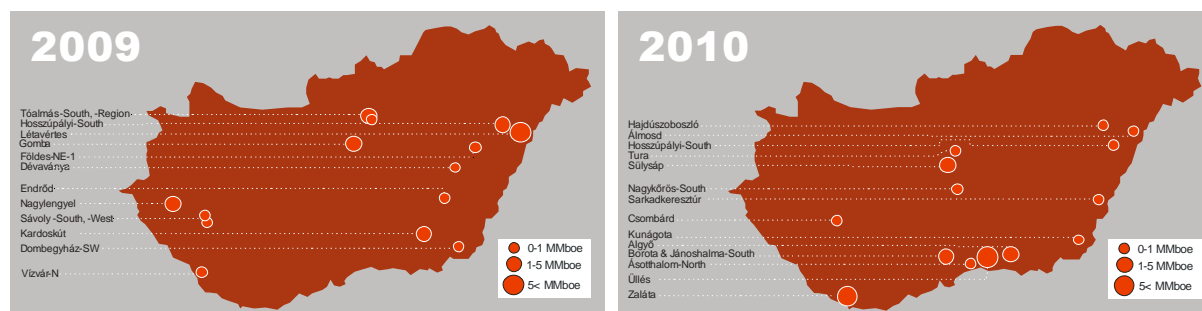 2009
Tóalmás-South, -Region
Hosszúpályi-South
Létavértes
Gomba
Földes-NE-1
Dévaványa
Endrőd
Nagylengyel
Sávoly -South, -West
Kardoskút
Dombegyház-SW
Vízvár-N
0-1 MMboe
1-5 MMboe
5< MMboe
2010
Hajdúszoboszló
Álmosd
Hosszúpályi-South
Tura
Sülysáp
Nagykőrös-South
Sarkadkeresztúr
Csombárd
Kunágota
Algyő
Borota & Jánoshalma-South
Ásotthalom-North
Üllés
Zaláta
0-1 MMboe
1-5 MMboe
5< MMboe